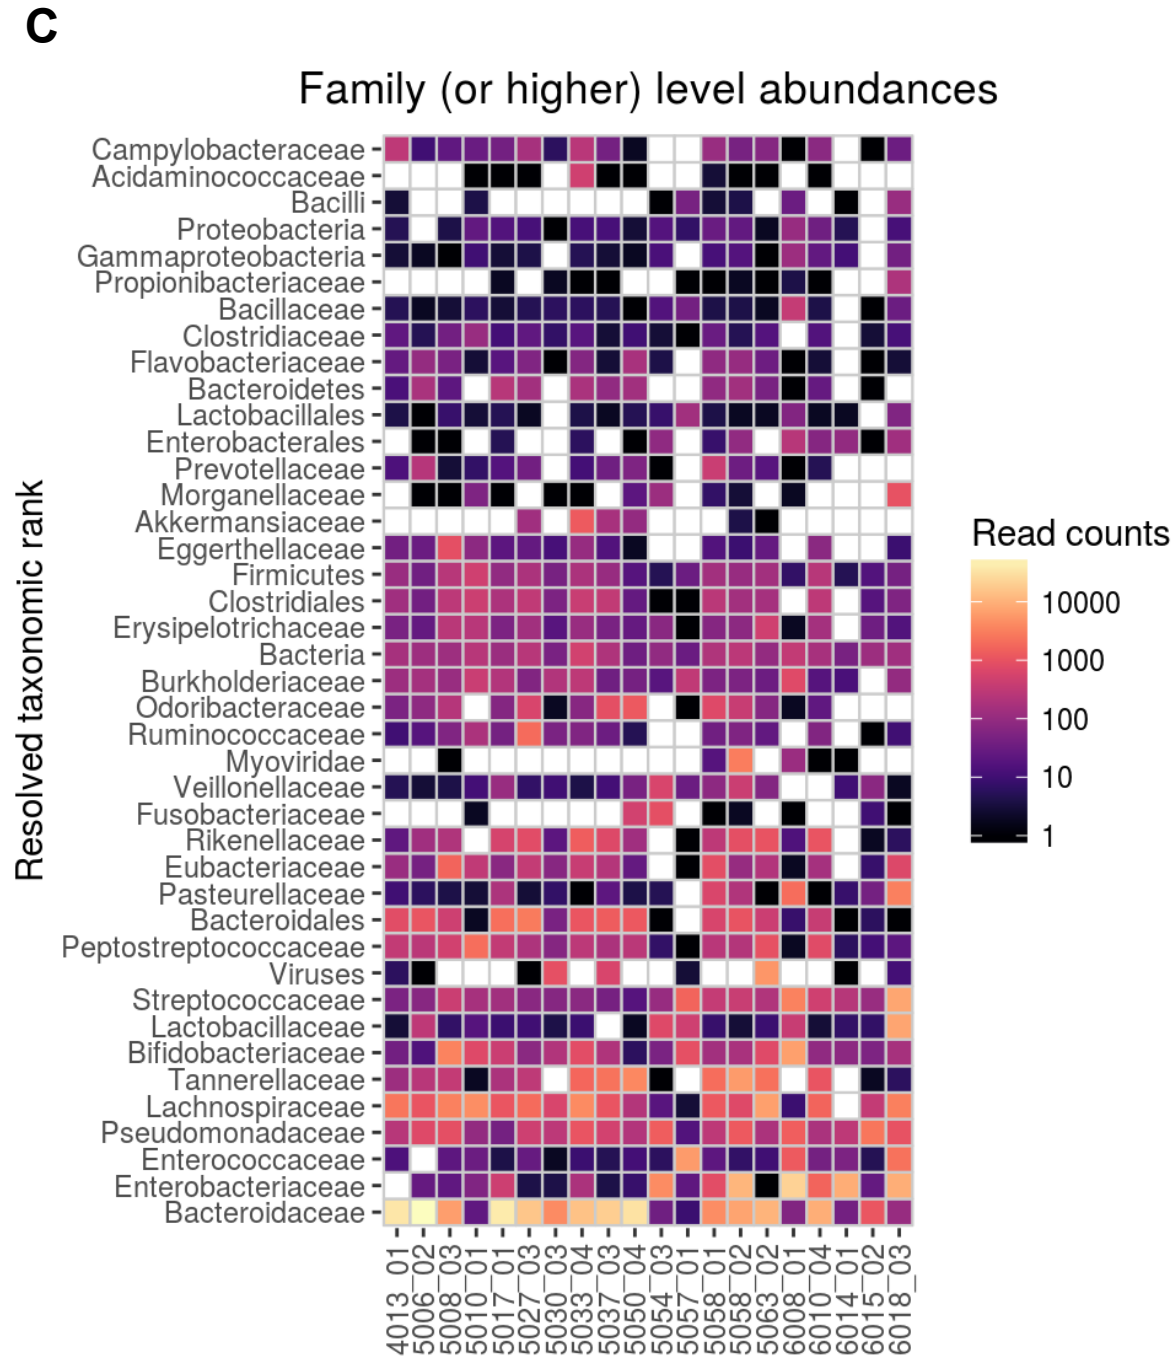 C
Family (or higher) level abundances
Resolved taxonomic rank
Campylobacteraceae
Acidaminococcaceae
Bacilli
Proteobacteria
Gammaproteobacteria
Propionibacteriaceae
Bacillaceae
Clostridiaceae
Flavobacteriaceae
Bacteroidetes
Lactobacillales
Enterobacterales
Prevotellaceae
Morganellaceae
Akkermansiaceae
Eggerthellaceae
Firmicutes
Clostridiales
Erysipelotrichaceae
Bacteria
Burkholderiaceae
Odoribacteraceae
Ruminococcaceae
Myoviridae
Veillonellaceae
Fusobacteriaceae
Rikenellaceae
Eubacteriaceae
Pasteurellaceae
Bacteroidales
Peptostreptococcaceae
Viruses
Streptococcaceae
Lactobacillaceae
Bifidobacteriaceae
Tannerellaceae
Lachnospiraceae
Pseudomonadaceae
Enterococcaceae
Enterobacteriaceae
Bacteroidaceae
4013_01
5006_02
5008_03
5010_01
5017_01
5027_03
5030_03
5033_04
5037_03
5050_04
5054_03
5057_01
5058_01
5058_02
5063_02
6008_01
6010_04
6014_01
6015_02
6018_03
Read counts
10000
1000
100
10
1